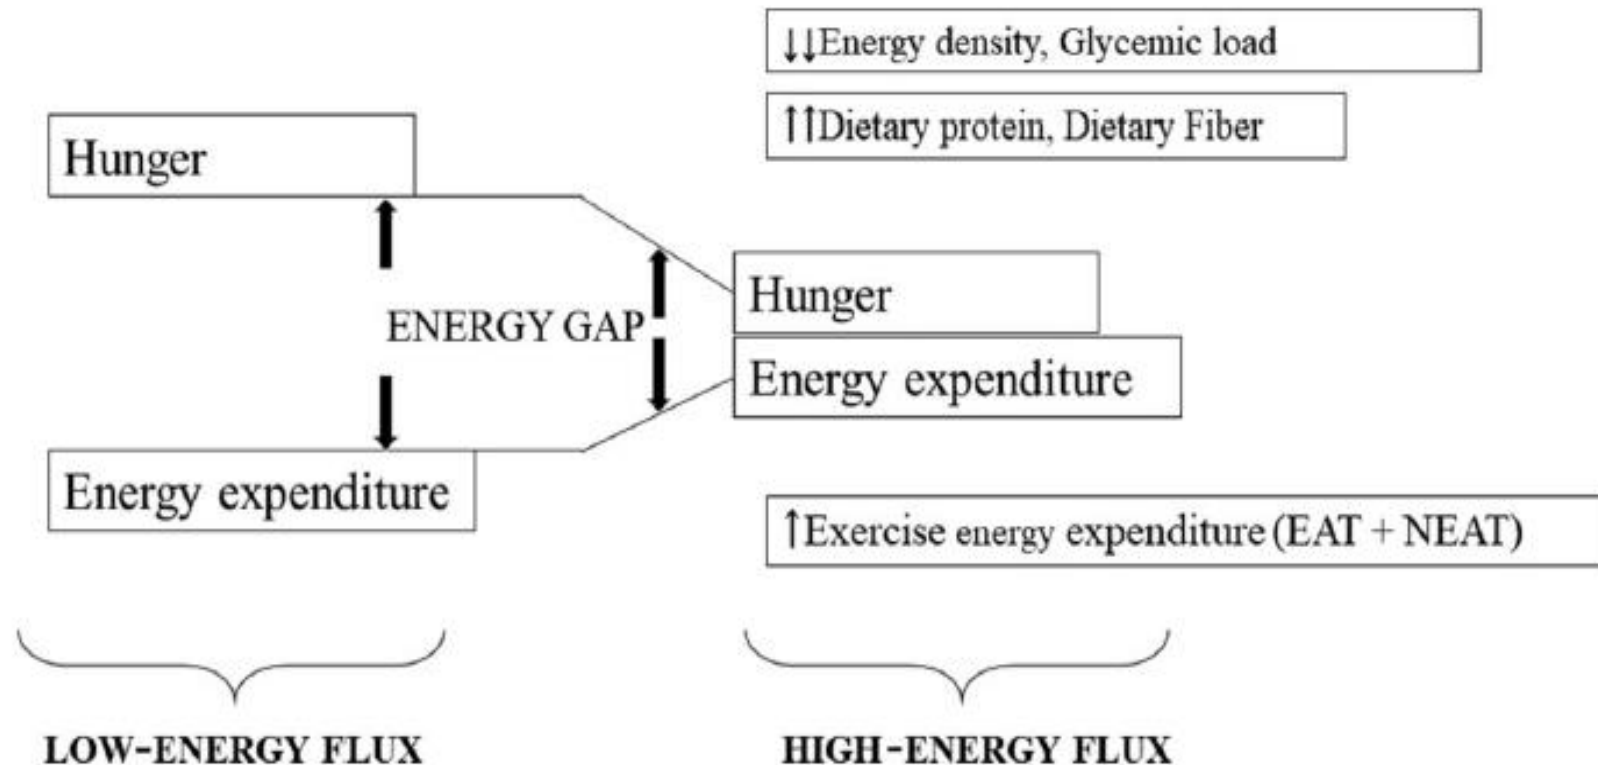 ↓↓Energy density, Glycemic load
↑↑Dietary protein, Dietary Fiber
Hunger
Hunger
ENERGY GAP
Energy expenditure
Energy expenditure
↑Exercise energy expenditure (EAT + NEAT)
LOW-ENERGY FLUX
HIGH-ENERGY FLUX